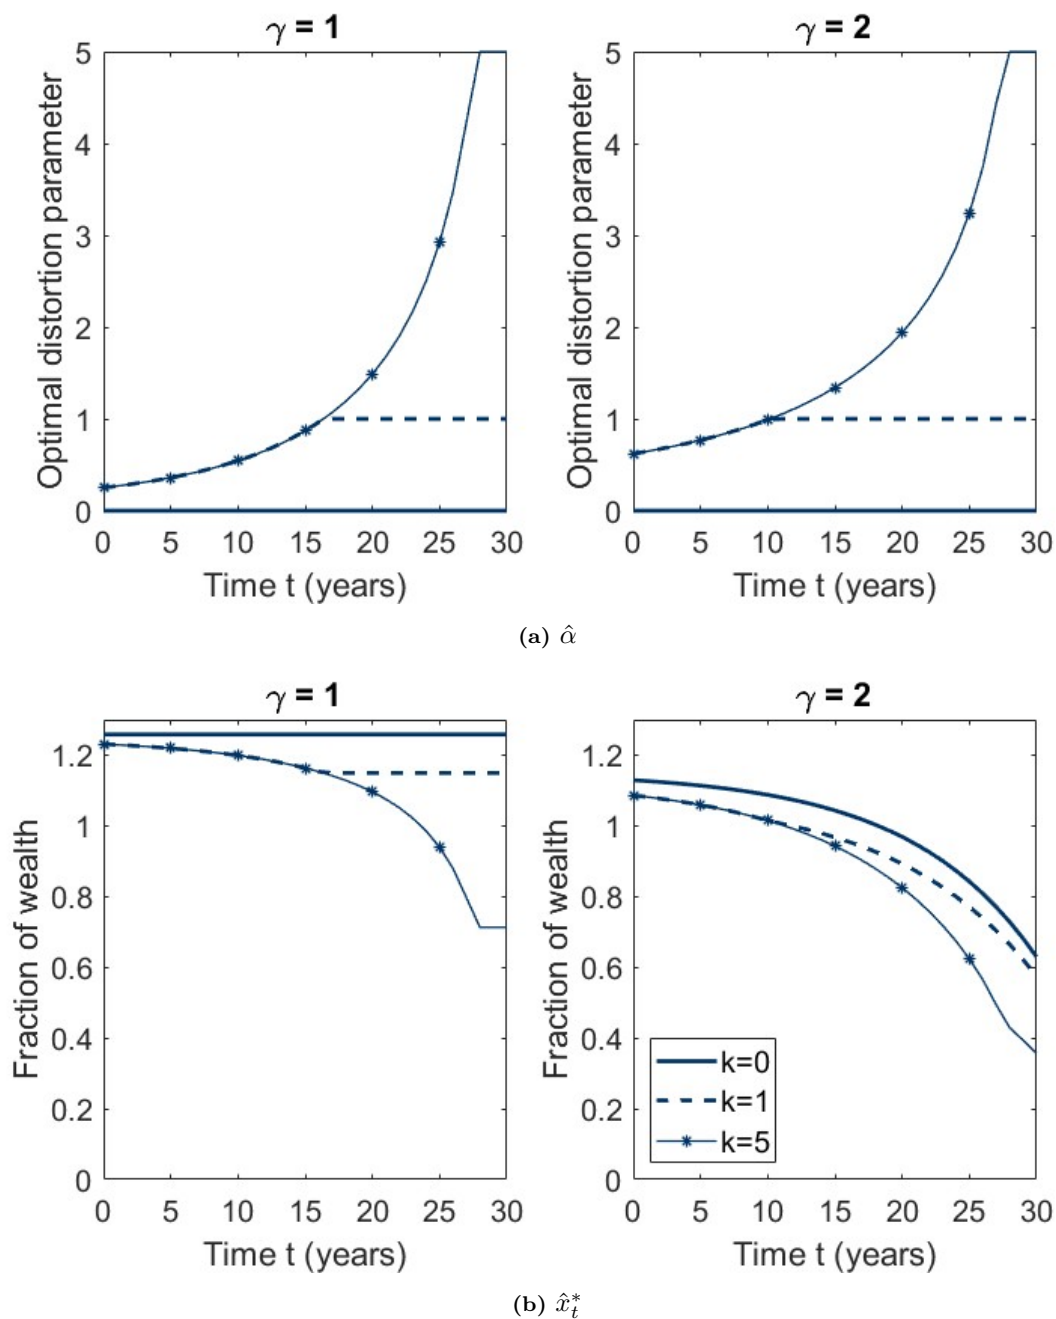 γ = 1
γ = 2
Optimal distortion parameter
5
4
3
2
1
0
0 5 10 15 20 25 30
Time t (years)
Optimal distortion parameter
5
4
3
2
1
0
0 5 10 15 20 25 30
Time t (years)
(a) α̂
γ = 1
γ = 2
Fraction of wealth
1.2
1
0.8
0.6
0.4
0.2
0
0 5 10 15 20 25 30
Time t (years)
Fraction of wealth
1.2
1
0.8
0.6
0.4
0.2
0
0 5 10 15 20 25 30
Time t (years)
k=0
k=1
k=5
(b) x̂*ₜ